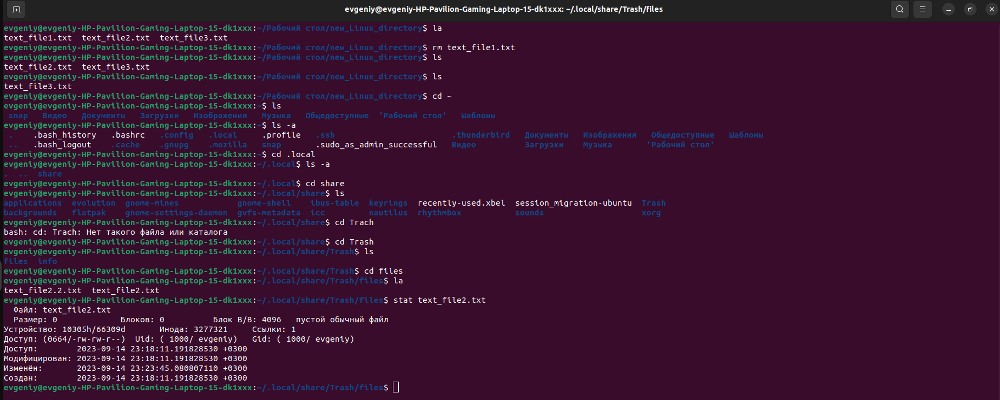 evgeniy@evgeniy-HP-Pavilion-Gaming-Laptop-15-dk1xxx: ~/.local/share/Trash/files
evgeniy@evgeniy-HP-Pavilion-Gaming-Laptop-15-dk1xxx:~/Рабочий стол/new_Linux_directory$ la
text_file1.txt  text_file2.txt  text_file3.txt
evgeniy@evgeniy-HP-Pavilion-Gaming-Laptop-15-dk1xxx:~/Рабочий стол/new_Linux_directory$ rm text_file1.txt
evgeniy@evgeniy-HP-Pavilion-Gaming-Laptop-15-dk1xxx:~/Рабочий стол/new_Linux_directory$ ls
text_file2.txt  text_file3.txt
evgeniy@evgeniy-HP-Pavilion-Gaming-Laptop-15-dk1xxx:~/Рабочий стол/new_Linux_directory$ ls
text_file3.txt
evgeniy@evgeniy-HP-Pavilion-Gaming-Laptop-15-dk1xxx:~/Рабочий стол/new_Linux_directory$ cd ~
evgeniy@evgeniy-HP-Pavilion-Gaming-Laptop-15-dk1xxx:~$ ls
snap   Видео   Документы   Загрузки   Изображения   Музыка   Общедоступные  'Рабочий стол'   Шаблоны
evgeniy@evgeniy-HP-Pavilion-Gaming-Laptop-15-dk1xxx:~$ ls -a
.    .bash_history   .bashrc   .config   .local     .profile   .ssh                        .thunderbird   Документы   Изображения   Общедоступные   Шаблоны
..   .bash_logout    .cache    .gnupg    .mozilla   snap       .sudo_as_admin_successful   Видео          Загрузки    Музыка       'Рабочий стол'
evgeniy@evgeniy-HP-Pavilion-Gaming-Laptop-15-dk1xxx:~$ cd .local
evgeniy@evgeniy-HP-Pavilion-Gaming-Laptop-15-dk1xxx:~/.local$ ls -a
.  ..  share
evgeniy@evgeniy-HP-Pavilion-Gaming-Laptop-15-dk1xxx:~/.local$ cd share
evgeniy@evgeniy-HP-Pavilion-Gaming-Laptop-15-dk1xxx:~/.local/share$ ls
applications  evolution  gnome-mines            gnome-shell    ibus-table  keyrings  recently-used.xbel  session_migration-ubuntu  Trash
backgrounds   flatpak    gnome-settings-daemon  gvfs-metadata  icc         nautilus  rhythmbox           sounds                    xorg
evgeniy@evgeniy-HP-Pavilion-Gaming-Laptop-15-dk1xxx:~/.local/share$ cd Trach
bash: cd: Trach: Нет такого файла или каталога
evgeniy@evgeniy-HP-Pavilion-Gaming-Laptop-15-dk1xxx:~/.local/share$ cd Trash
evgeniy@evgeniy-HP-Pavilion-Gaming-Laptop-15-dk1xxx:~/.local/share/Trash$ ls
files  info
evgeniy@evgeniy-HP-Pavilion-Gaming-Laptop-15-dk1xxx:~/.local/share/Trash$ cd files
evgeniy@evgeniy-HP-Pavilion-Gaming-Laptop-15-dk1xxx:~/.local/share/Trash/files$ la
text_file2.2.txt  text_file2.txt
evgeniy@evgeniy-HP-Pavilion-Gaming-Laptop-15-dk1xxx:~/.local/share/Trash/files$ stat text_file2.txt
Файл: text_file2.txt
Размер: 0             Блоков: 0          Блок В/В: 4096   пустой обычный файл
Устройство: 10305h/66309d       Инода: 3277321     Ссылки: 1
Доступ: (0664/-rw-rw-r--)  Uid: ( 1000/ evgeniy)   Gid: ( 1000/ evgeniy)
Доступ:        2023-09-14 23:18:11.191828530 +0300
Модифицирован: 2023-09-14 23:18:11.191828530 +0300
Изменён:       2023-09-14 23:23:45.080807110 +0300
Создан:        2023-09-14 23:18:11.191828530 +0300
evgeniy@evgeniy-HP-Pavilion-Gaming-Laptop-15-dk1xxx:~/.local/share/Trash/files$